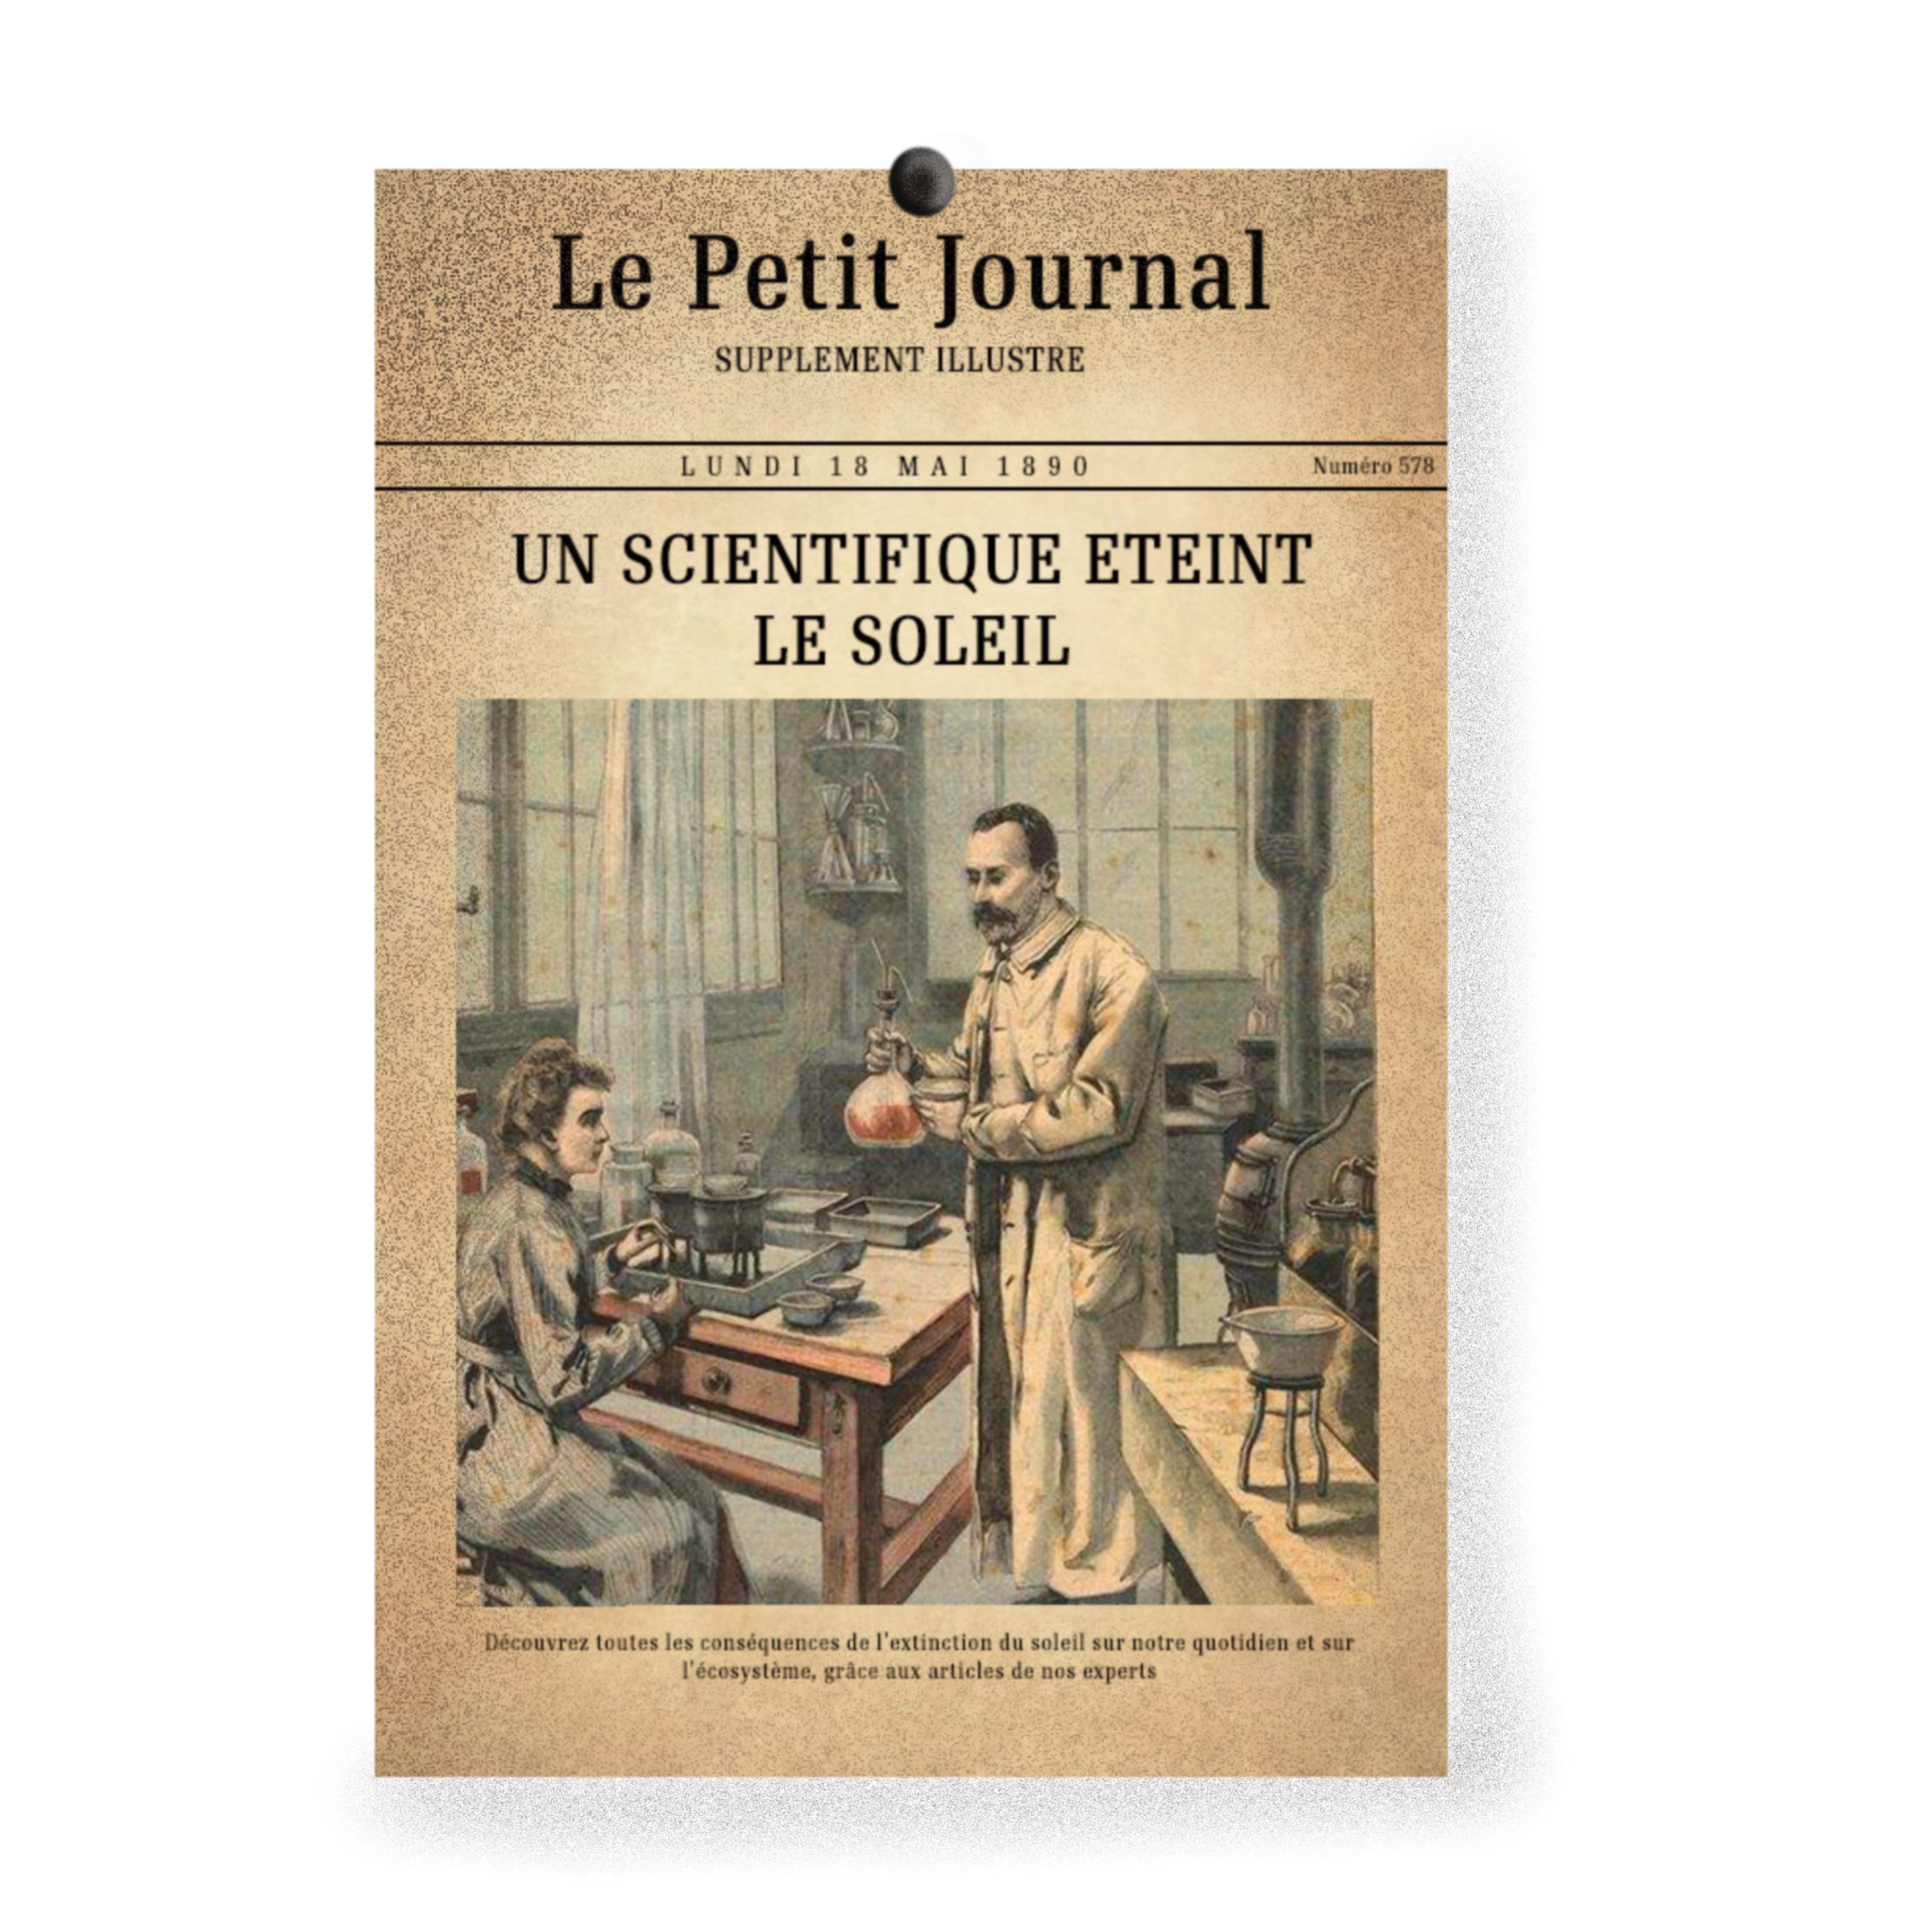 Le Petit Journal
SUPPLEMENT ILLUSTRE
LUNDI 18 MAI 1890
Numéro 578
UN SCIENTIFIQUE ETEINT
LE SOLEIL
Découvrez toutes les conséquences de l'extinction du soleil sur notre quotidien et sur
l'écosystème, grâce aux articles de nos experts